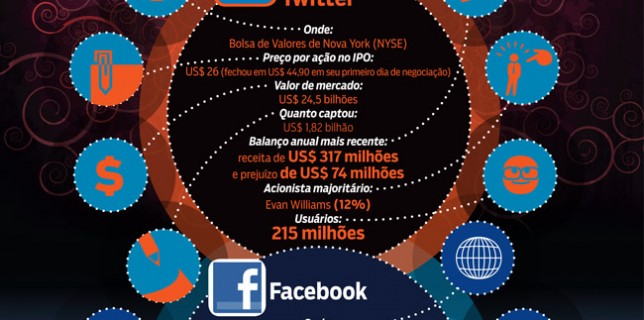 Twitter
Onde:
Bolsa de Valores de Nova York (NYSE)
Preço por ação no IPO:
US$ 26 (fechou em US$ 44,90 em seu primeiro dia de negociação)
Valor de mercado:
US$ 24,5 bilhões
Quanto captou:
US$ 1,82 bilhão
Balanço anual mais recente:
receita de US$ 317 milhões
e prejuízo de US$ 74 milhões
Acionista majoritário:
Evan Williams (12%)
Usuários:
215 milhões
Facebook